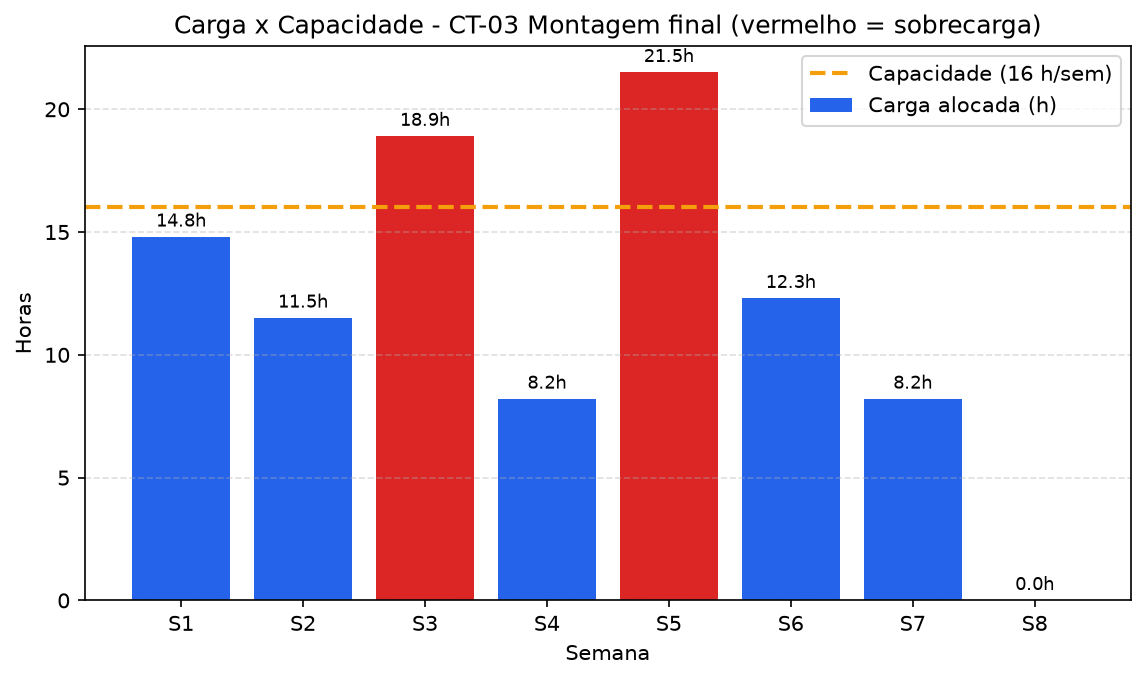 Carga x Capacidade - CT-03 Montagem final (vermelho = sobrecarga)
Capacidade (16 h/sem)
Carga alocada (h)
Horas
20
15
10
5
0
14.8h
11.5h
18.9h
8.2h
21.5h
12.3h
8.2h
0.0h
S1
S2
S3
S4
S5
S6
S7
S8
Semana